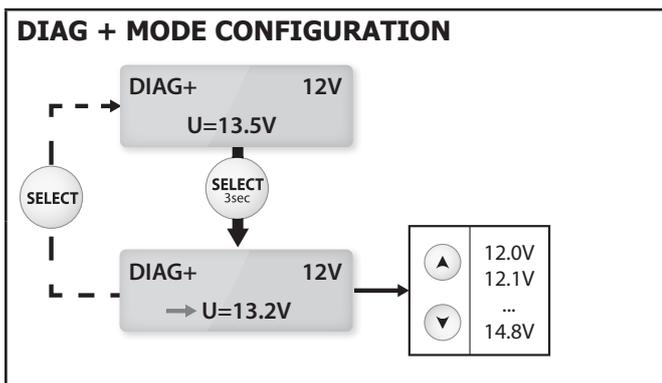 DIAG + MODE CONFIGURATION
DIAG+ 12V
U=13.5V
SELECT
SELECT
3sec
DIAG+ 12V
U=13.2V
12.0V
12.1V
...
14.8V